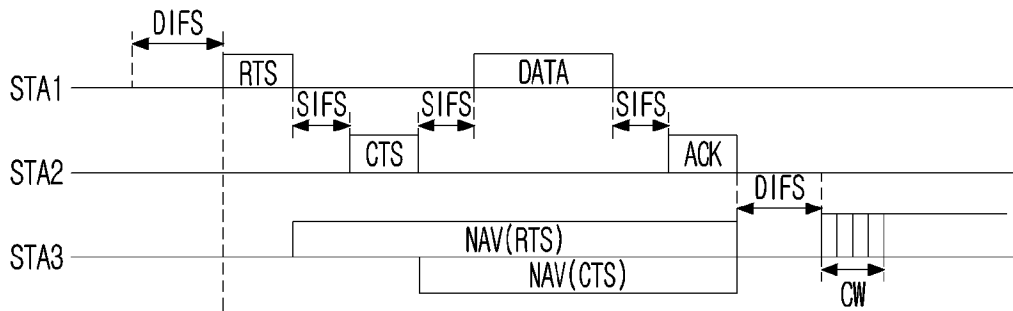 DIFS
STA1 RTS DATA
SIFS SIFS SIFS
STA2 CTS ACK
DIFS
STA3 NAV(RTS)
NAV(CTS)
CW